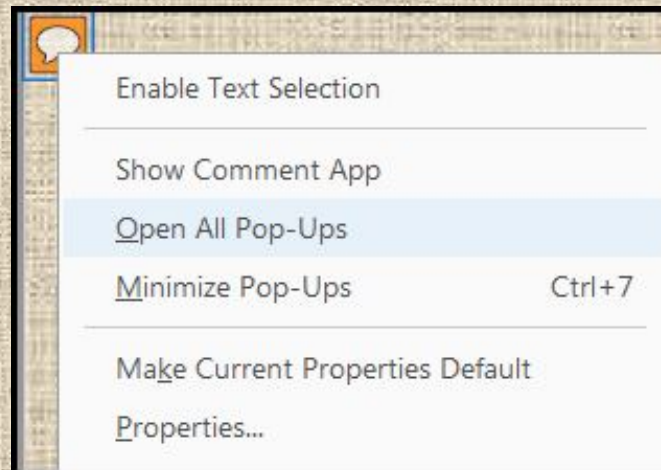 Enable Text Selection
Show Comment App
Open All Pop-Ups
Minimize Pop-Ups Ctrl+7
Make Current Properties Default
Properties...